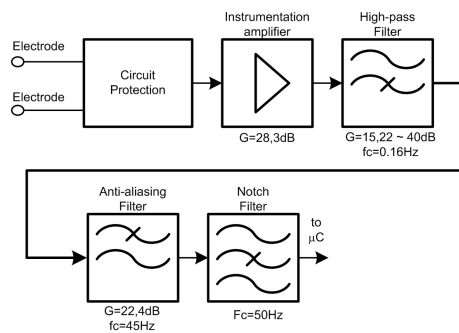 Electrode
Electrode
Circuit
Protection
Instrumentation
amplifier
G=28,3dB
High-pass
Filter
G=15,22 ~ 40dB
fc=0.16Hz
Anti-aliasing
Filter
G=22,4dB
fc=45Hz
Notch
Filter
Fc=50Hz
to
μC